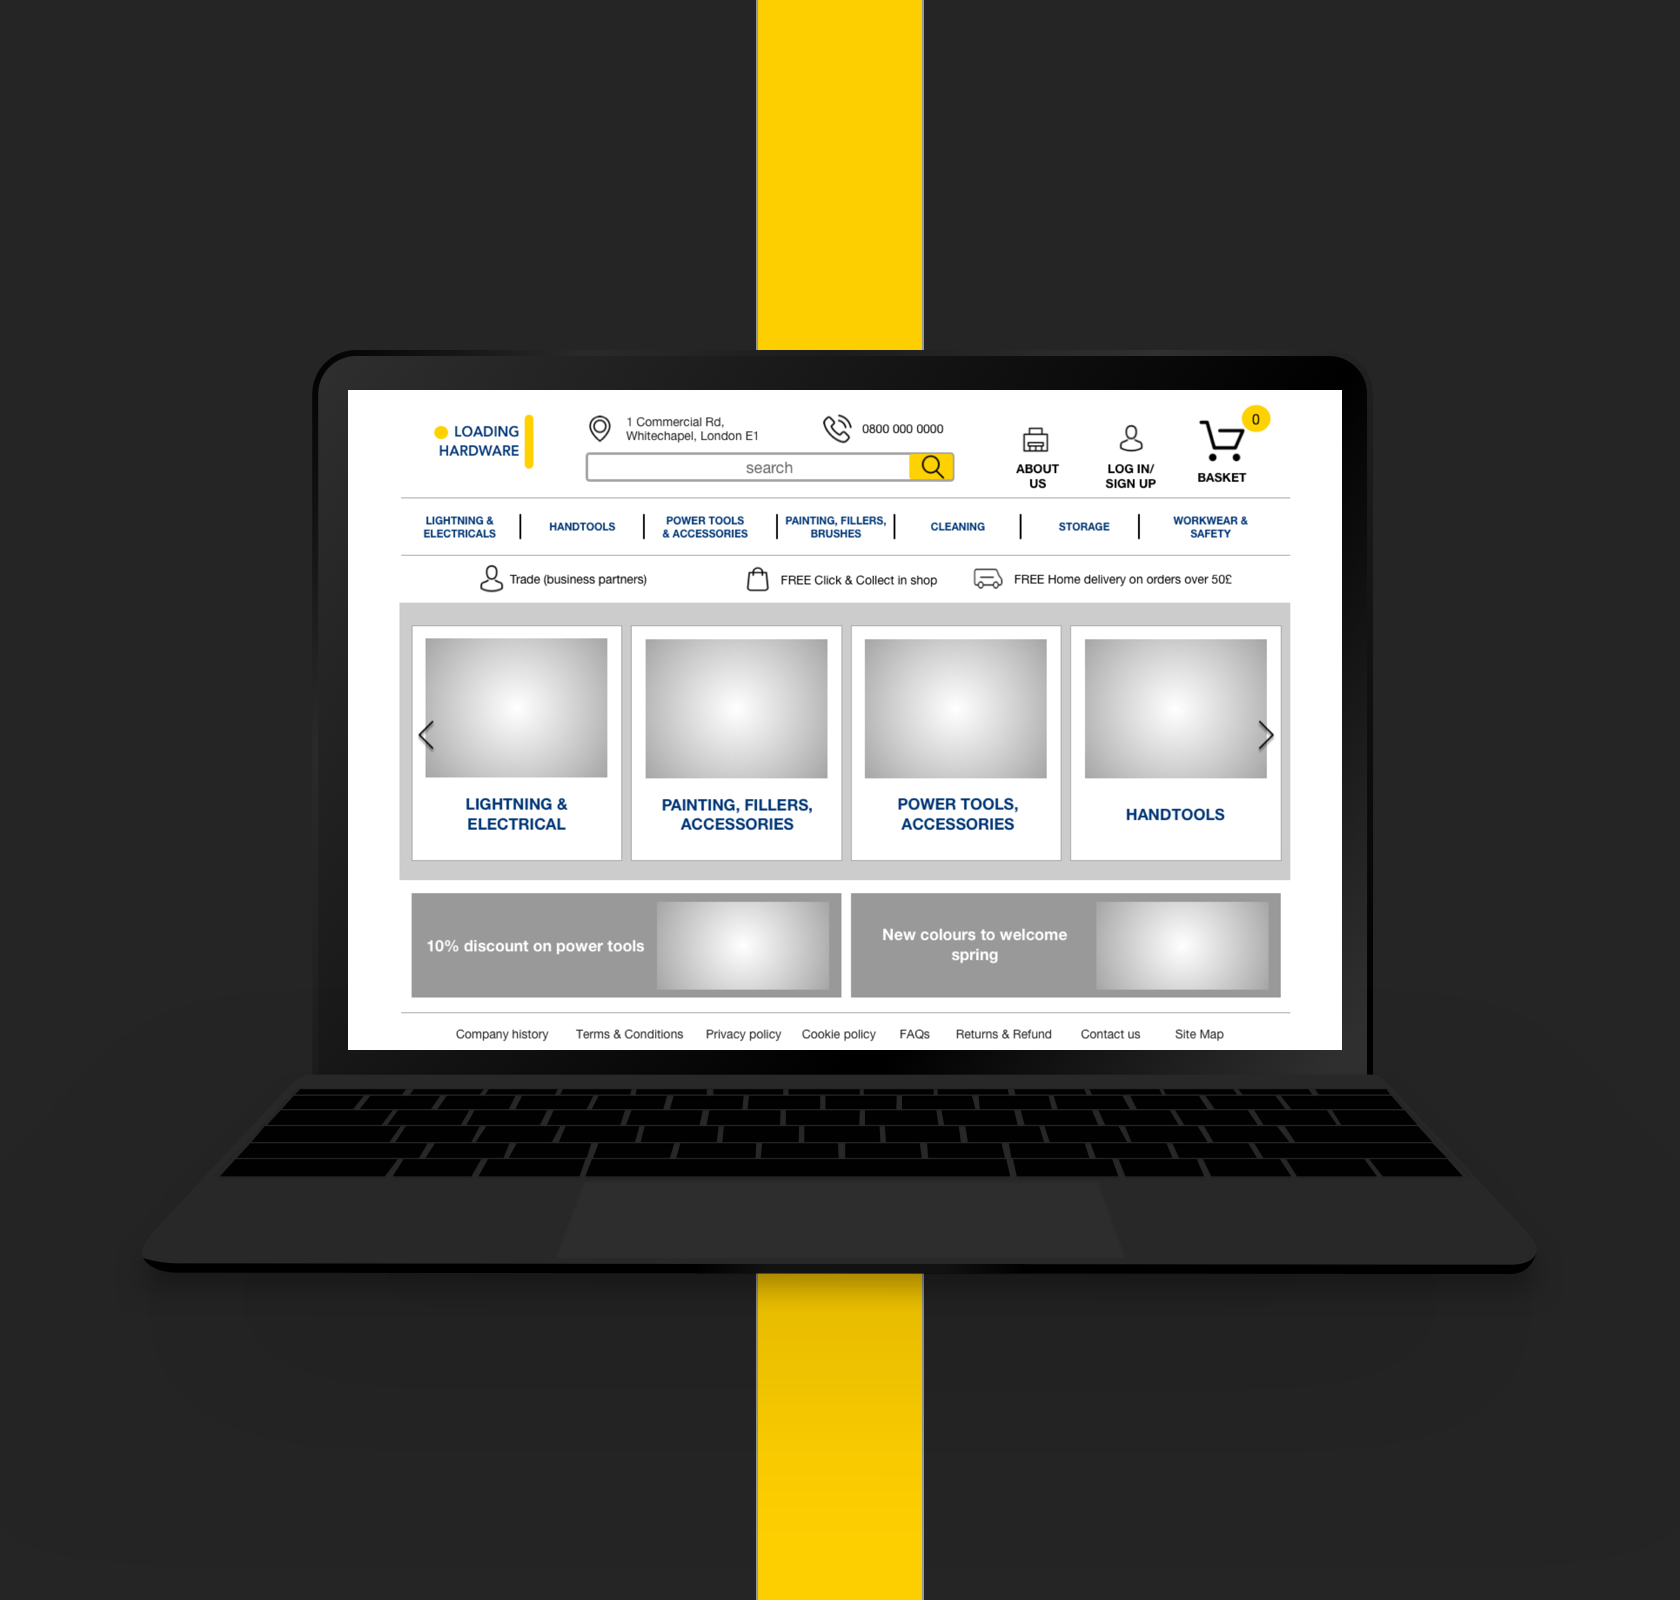 LOADING
HARDWARE
1 Commercial Rd,
Whitechapel, London E1
0800 000 0000
search
ABOUT
US
LOG IN/
SIGN UP
0
BASKET
LIGHTNING &
ELECTRICALS
HANDTOOLS
POWER TOOLS
& ACCESSORIES
PAINTING, FILLERS,
BRUSHES
CLEANING
STORAGE
WORKWEAR &
SAFETY
Trade (business partners)
FREE Click & Collect in shop
FREE Home delivery on orders over 50£
LIGHTNING &
ELECTRICAL
PAINTING, FILLERS,
ACCESSORIES
POWER TOOLS,
ACCESSORIES
HANDTOOLS
10% discount on power tools
New colours to welcome
spring
Company history
Terms & Conditions
Privacy policy
Cookie policy
FAQs
Returns & Refund
Contact us
Site Map